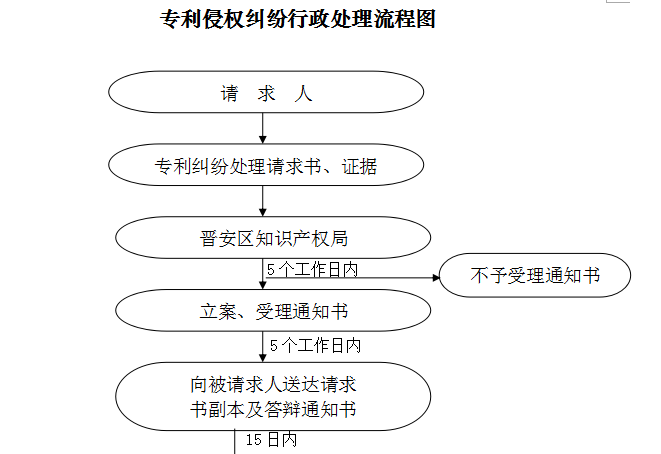 专利侵权纠纷行政处理流程图
请 求 人
专利纠纷处理请求书、证据
晋安区知识产权局
5个工作日内
不予受理通知书
立案、受理通知书
5个工作日内
向被请求人送达请求
书副本及答辩通知书
15日内